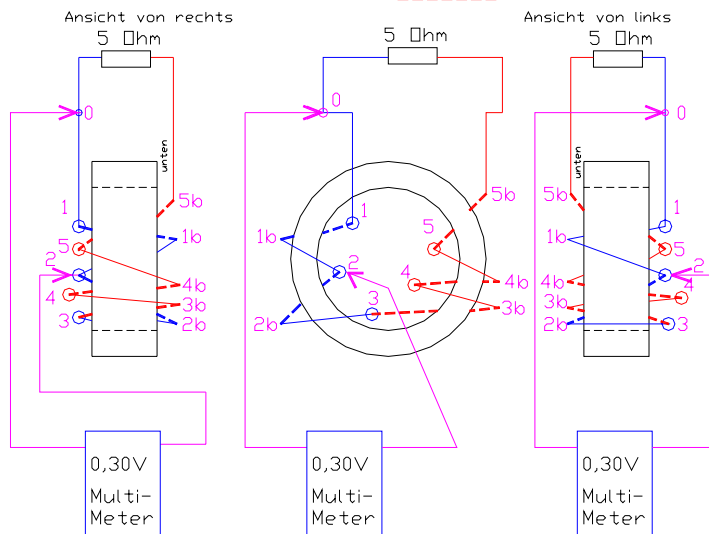 Ansicht von rechts
5 Ohm
0
unten
5b
1
1b
5
2
4b
4
3b
3
2b
0,30V
Multi-
Meter
5 Ohm
0
5b
1
5
1b
2
4
4b
3
3b
2b
0,30V
Multi-
Meter
Ansicht von links
5 Ohm
0
unten
5b
1
1b
5
2
4b
4
3b
2b
3
0,30V
Multi-
Meter